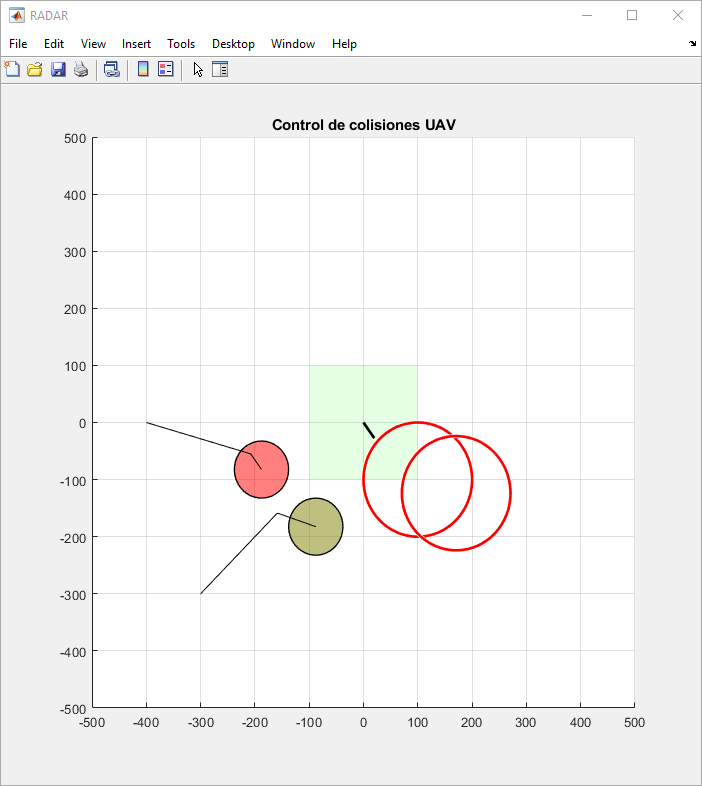 RADAR
File Edit View Insert Tools Desktop Window Help
Control de colisiones UAV
500
400
300
200
100
0
-100
-200
-300
-400
-500
-500 -400 -300 -200 -100 0 100 200 300 400 500